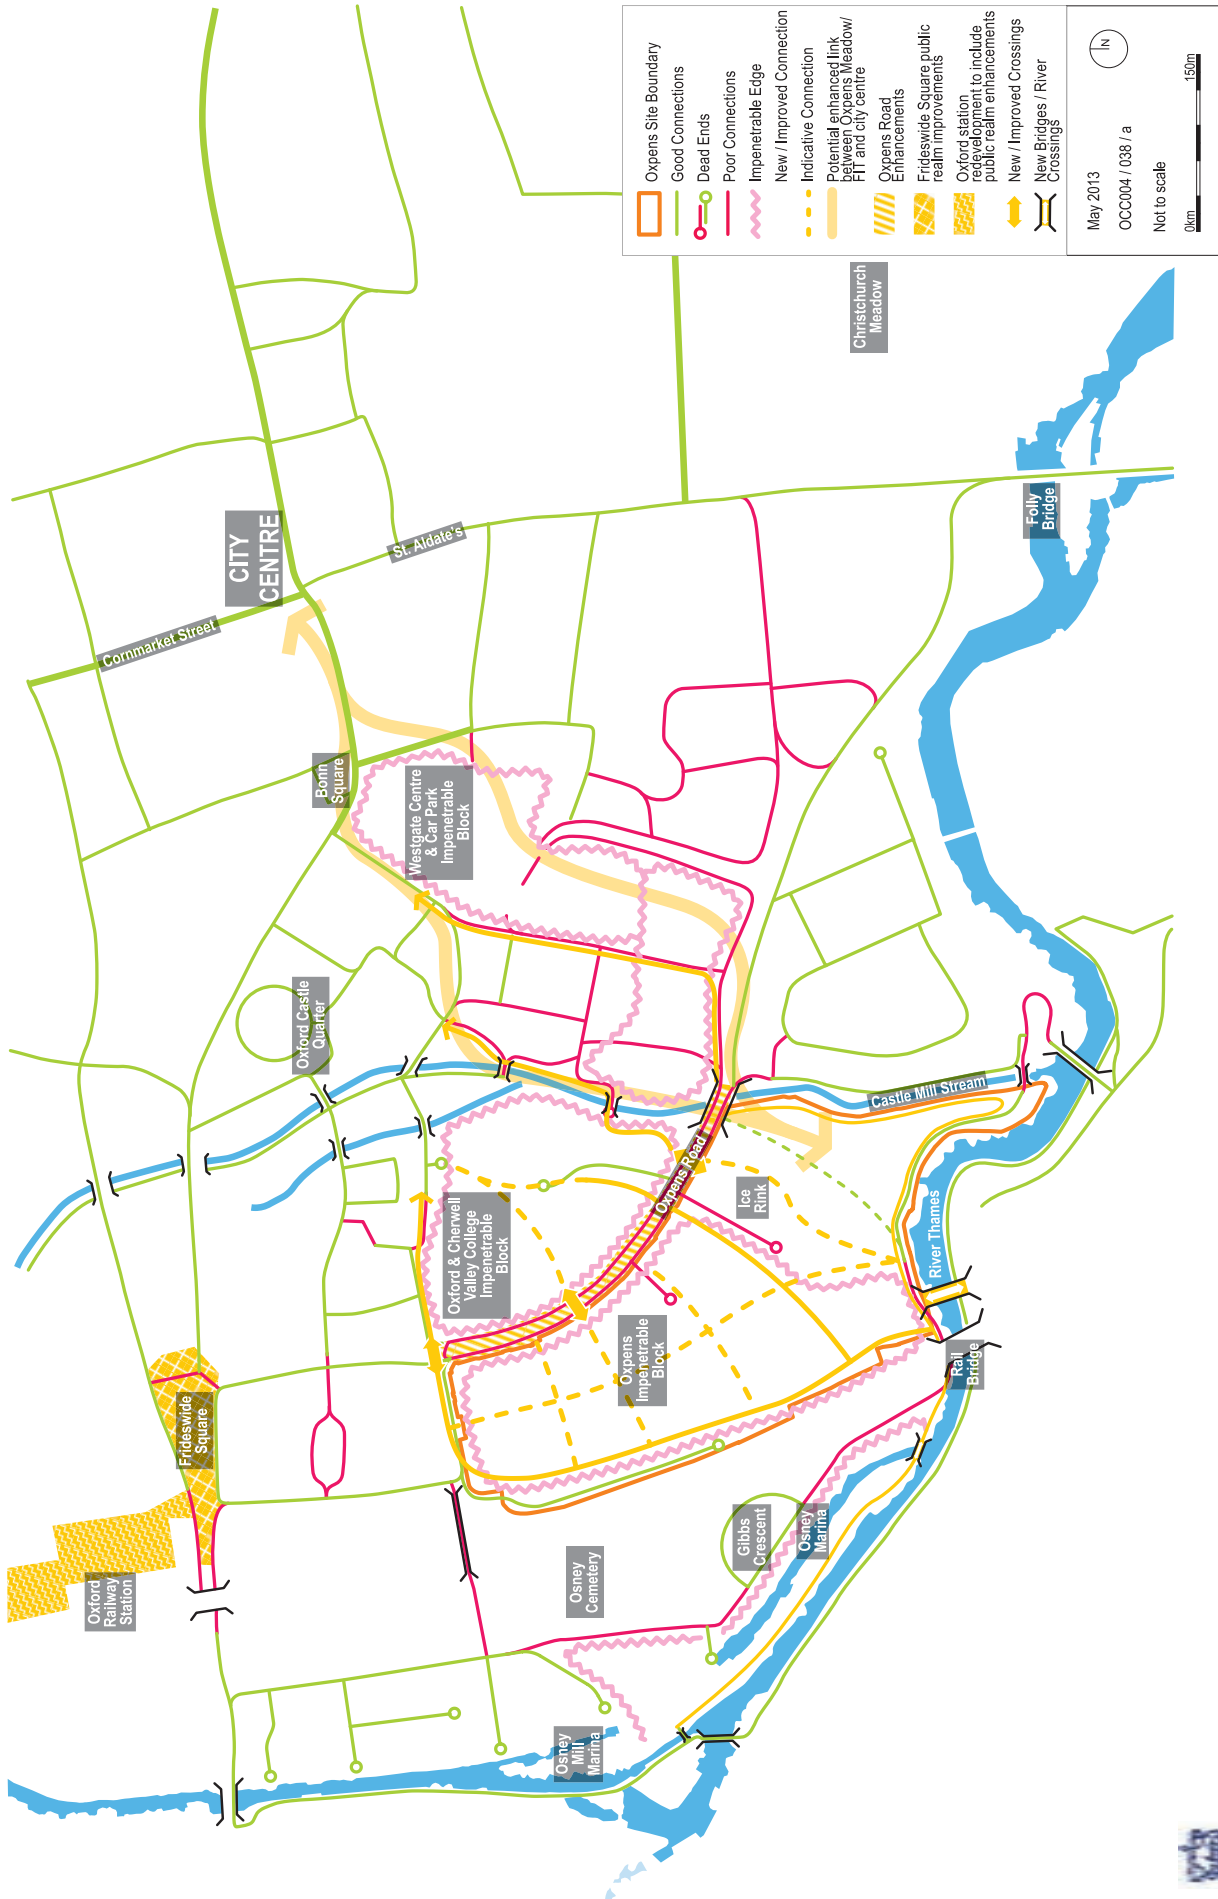 CITY
CENTRE
Cornmarket Street
St. Aldate's
Bonn
Square
Westgate Centre
& Car Park
Impenetrable
Block
Oxford Castle
Quarter
Frideswide
Square
Oxford
Railway
Station
Oxford & Cherwell
Valley College
Impenetrable
Block
Oxpens Road
Ice
Rink
Oxpens
Impenetrable
Block
Castle Mill Stream
River Thames
Rail
Bridge
Gibbs
Crescent
Osney
Marina
Osney
Cemetery
Osney
Mill
Marina
Folly
Bridge
Christchurch
Meadow
Oxpens Site Boundary
Good Connections
Dead Ends
Poor Connections
Impenetrable Edge
New / Improved Connection
Indicative Connection
Potential enhanced link
between Oxpens Meadow/
FIT and city centre
Oxpens Road
Enhancements
Frideswide Square public
realm improvements
Oxford station
redevelopment to include
public realm enhancements
New / Improved Crossings
New Bridges / River
Crossings
May 2013
N
OCC004 / 038 / a
Not to scale
0km
150m